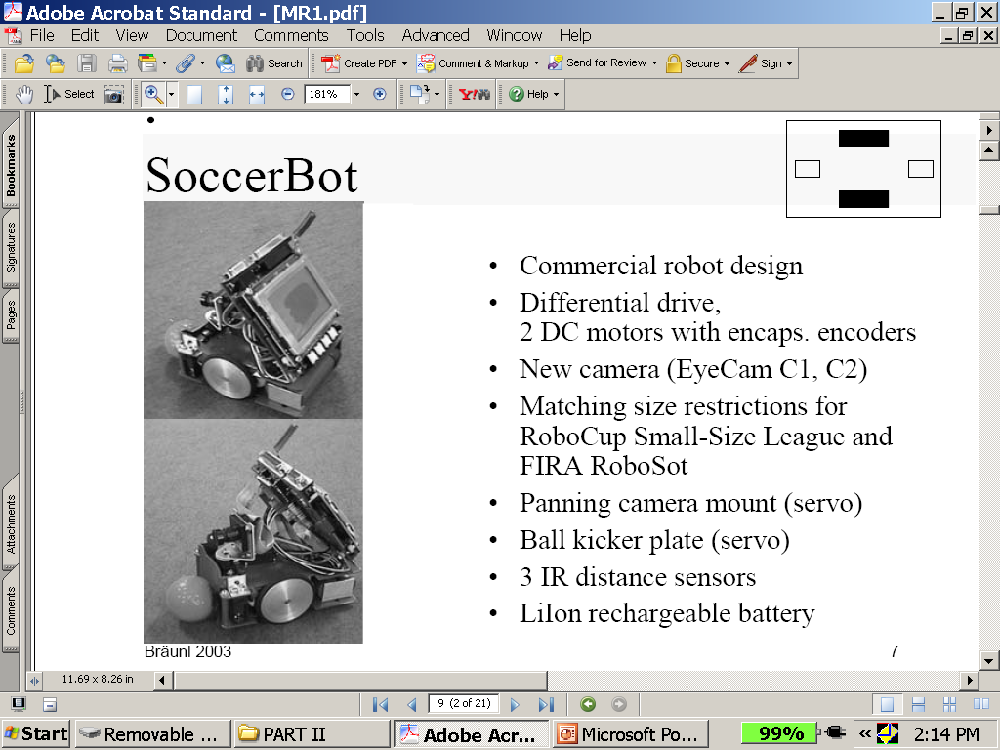 Adobe Acrobat Standard - [MR1.pdf]
File Edit View Document Comments Tools Advanced Window Help
Search Create PDF Comment & Markup Send for Review Secure Sign
Select 181% Y! Help
Bookmarks
Signatures
Pages
Attachments
Comments
SoccerBot
• Commercial robot design
• Differential drive,
2 DC motors with encaps. encoders
• New camera (EyeCam C1, C2)
• Matching size restrictions for
RoboCup Small-Size League and
FIRA RoboSot
• Panning camera mount (servo)
• Ball kicker plate (servo)
• 3 IR distance sensors
• LiIon rechargeable battery
Bräunl 2003 7
11.69 x 8.26 in
9 (2 of 21)
Start Removable ... PART II Adobe Acr... Microsoft Po... 99% « 2:14 PM